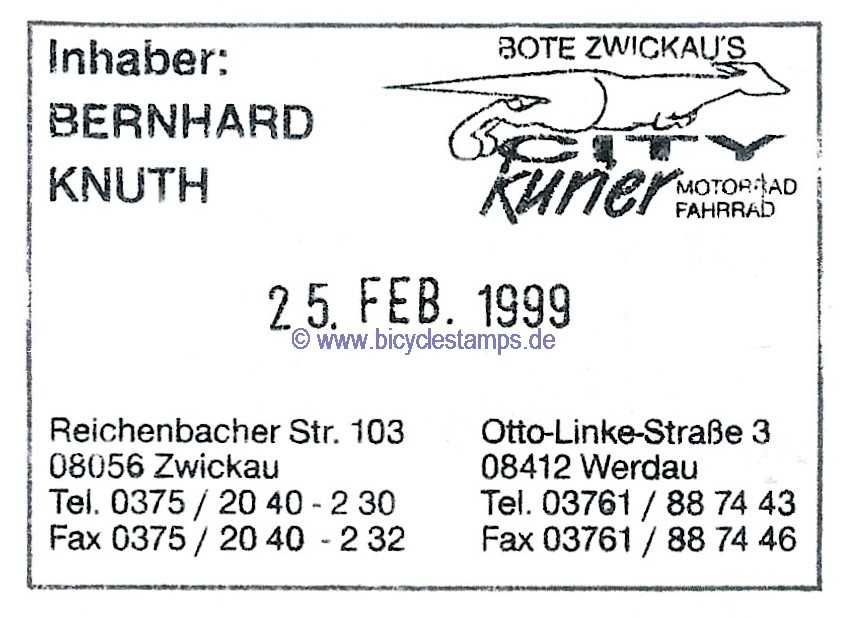 Inhaber:
BERNHARD
KNUTH
BOTE ZWICKAU'S
CITY
kurier
MOTORRAD
FAHRRAD
25. FEB. 1999
© www.bicyclestamps.de
Reichenbacher Str. 103
08056 Zwickau
Tel. 0375 / 20 40 - 2 30
Fax 0375 / 20 40 - 2 32
Otto-Linke-Straße 3
08412 Werdau
Tel. 03761 / 88 74 43
Fax 03761 / 88 74 46